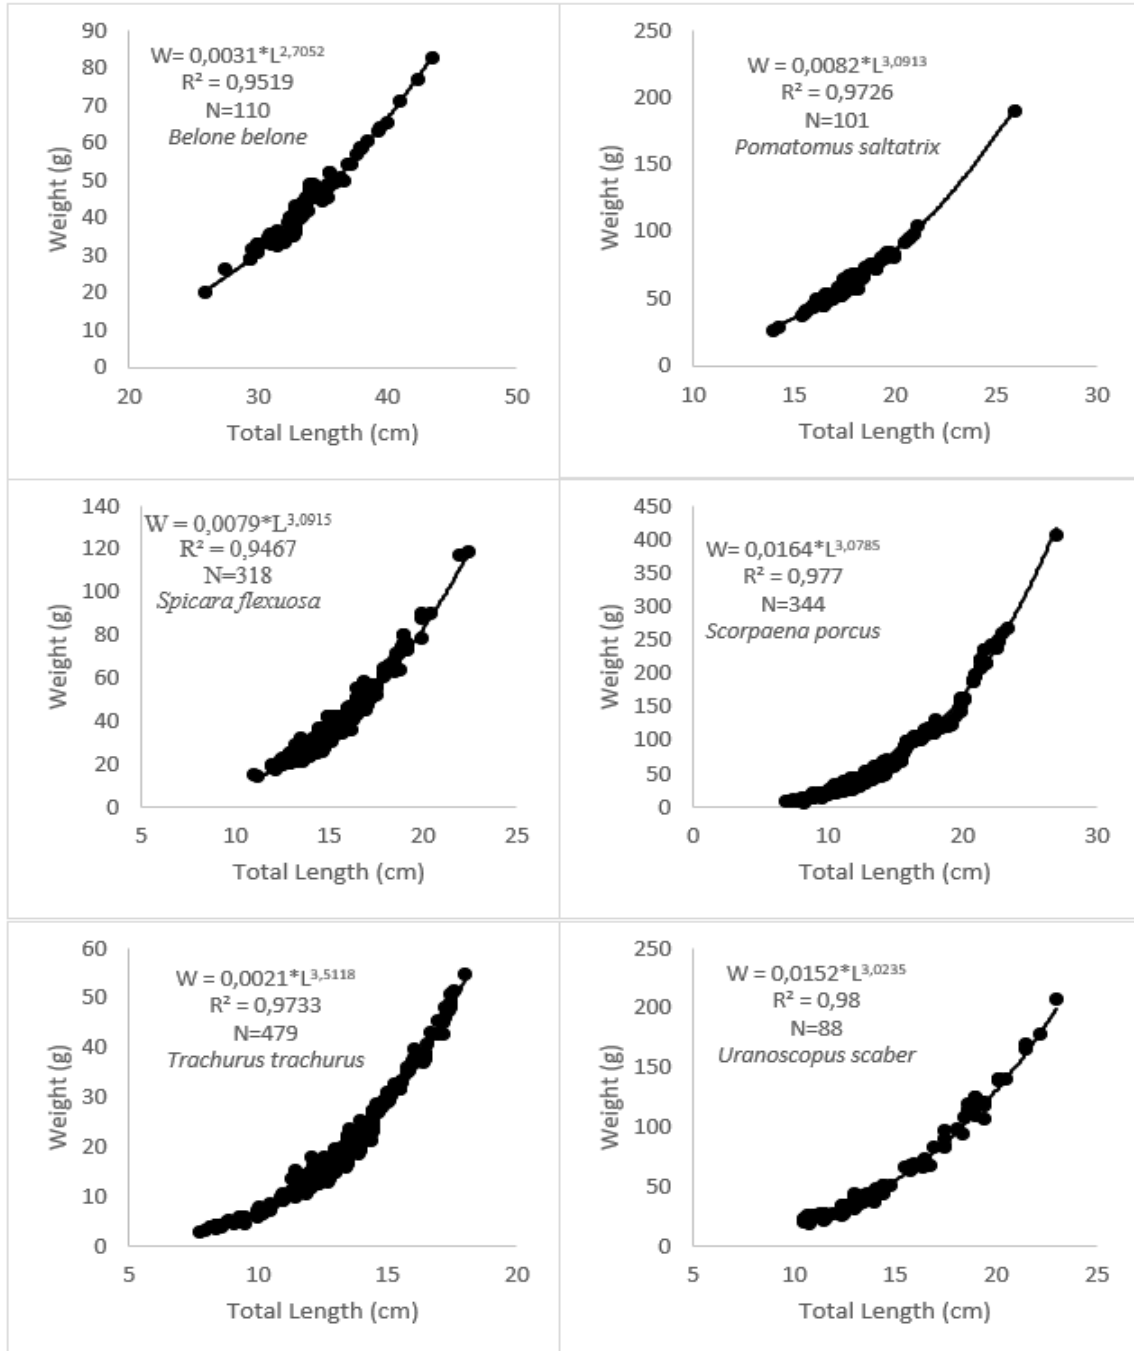 90
80
70
60
50
40
30
20
10
0
Weight (g)
W= 0,0031*L2,7052
R² = 0,9519
N=110
Belone belone
20 30 40 50
Total Length (cm)
250
200
150
100
50
0
Weight (g)
W = 0,0082*L3,0913
R² = 0,9726
N=101
Pomatomus saltatrix
10 15 20 25 30
Total Length (cm)
140
120
100
80
60
40
20
0
Weight (g)
W = 0,0079*L3,0915
R² = 0,9467
N=318
Spicara flexuosa
5 10 15 20 25
Total Length (cm)
450
400
350
300
250
200
150
100
50
0
Weight (g)
W= 0,0164*L3,0785
R² = 0,977
N=344
Scorpaena porcus
0 10 20 30
Total Length (cm)
60
50
40
30
20
10
0
Weight (g)
W = 0,0021*L3,5118
R² = 0,9733
N=479
Trachurus trachurus
5 10 15 20
Total Length (cm)
250
200
150
100
50
0
Weight (g)
W = 0,0152*L3,0235
R² = 0,98
N=88
Uranoscopus scaber
5 10 15 20 25
Total Length (cm)